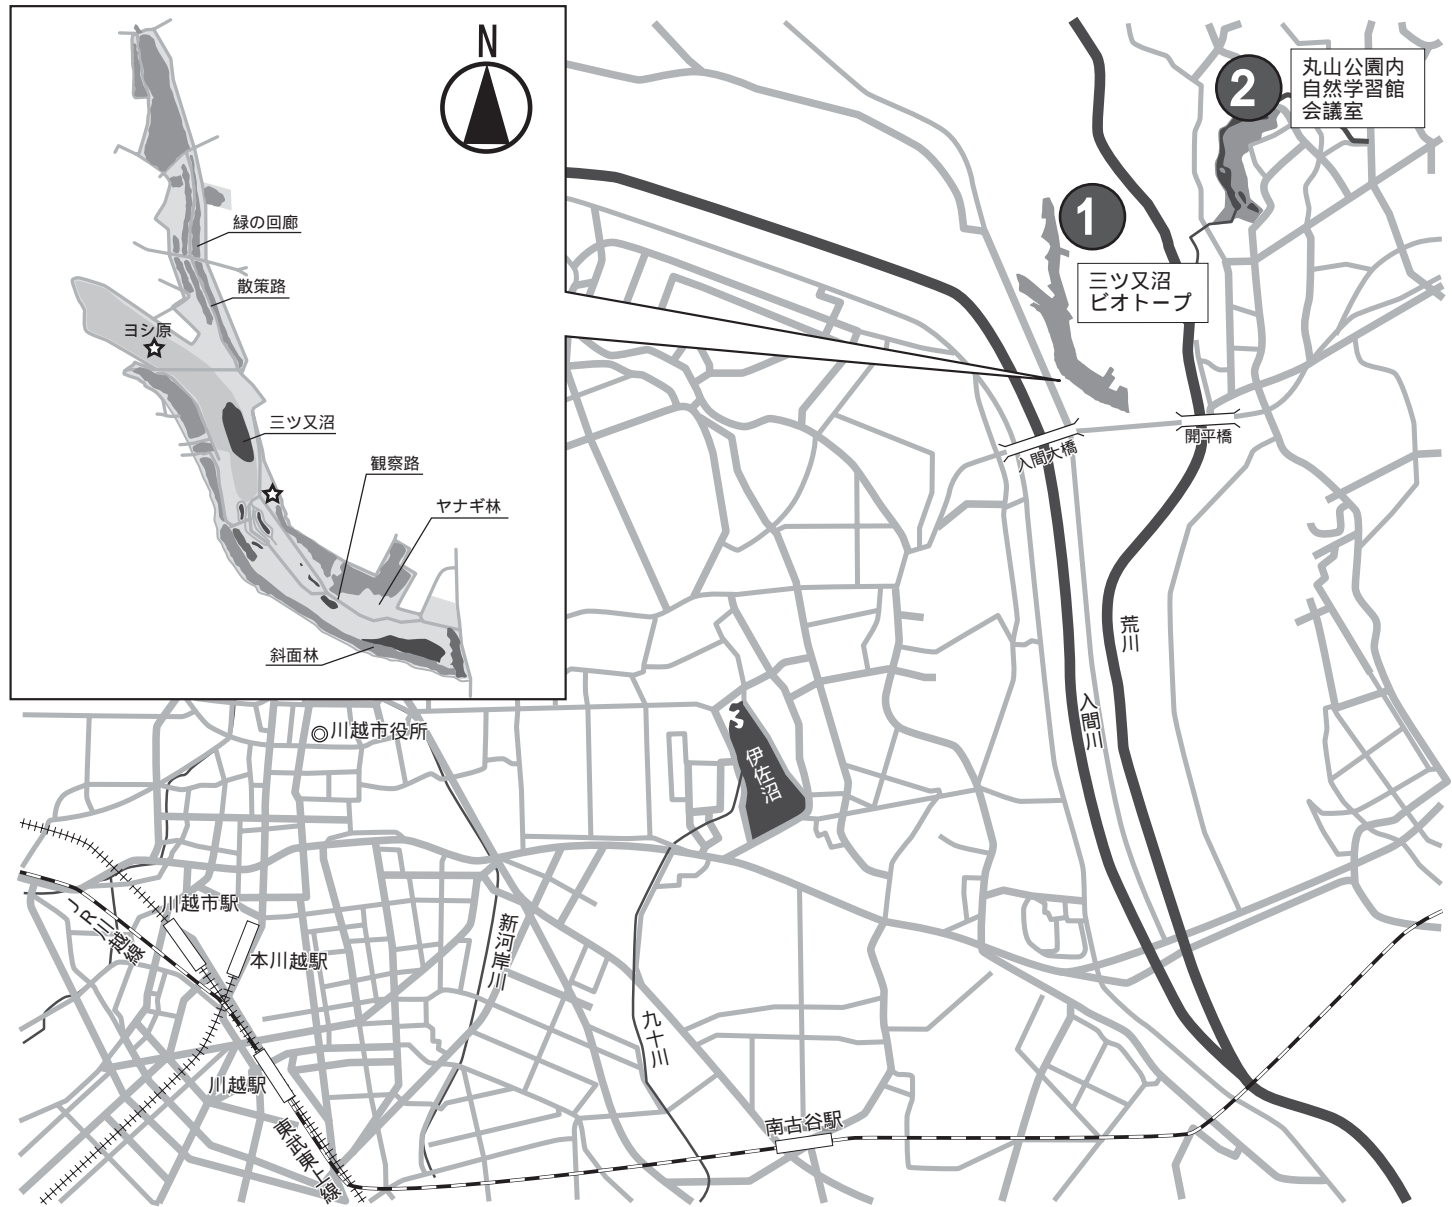 N
緑の回廊
散策路
ヨシ原
三ツ又沼
観察路
ヤナギ林
斜面林
2
丸山公園内
自然学習館
会議室
1
三ツ又沼
ビオトープ
入間大橋
開平橋
荒川
入間川
川越市役所
伊佐沼
川越市駅
JR川越線
本川越駅
新河岸川
九十川
川越駅
東武東上線
南古谷駅